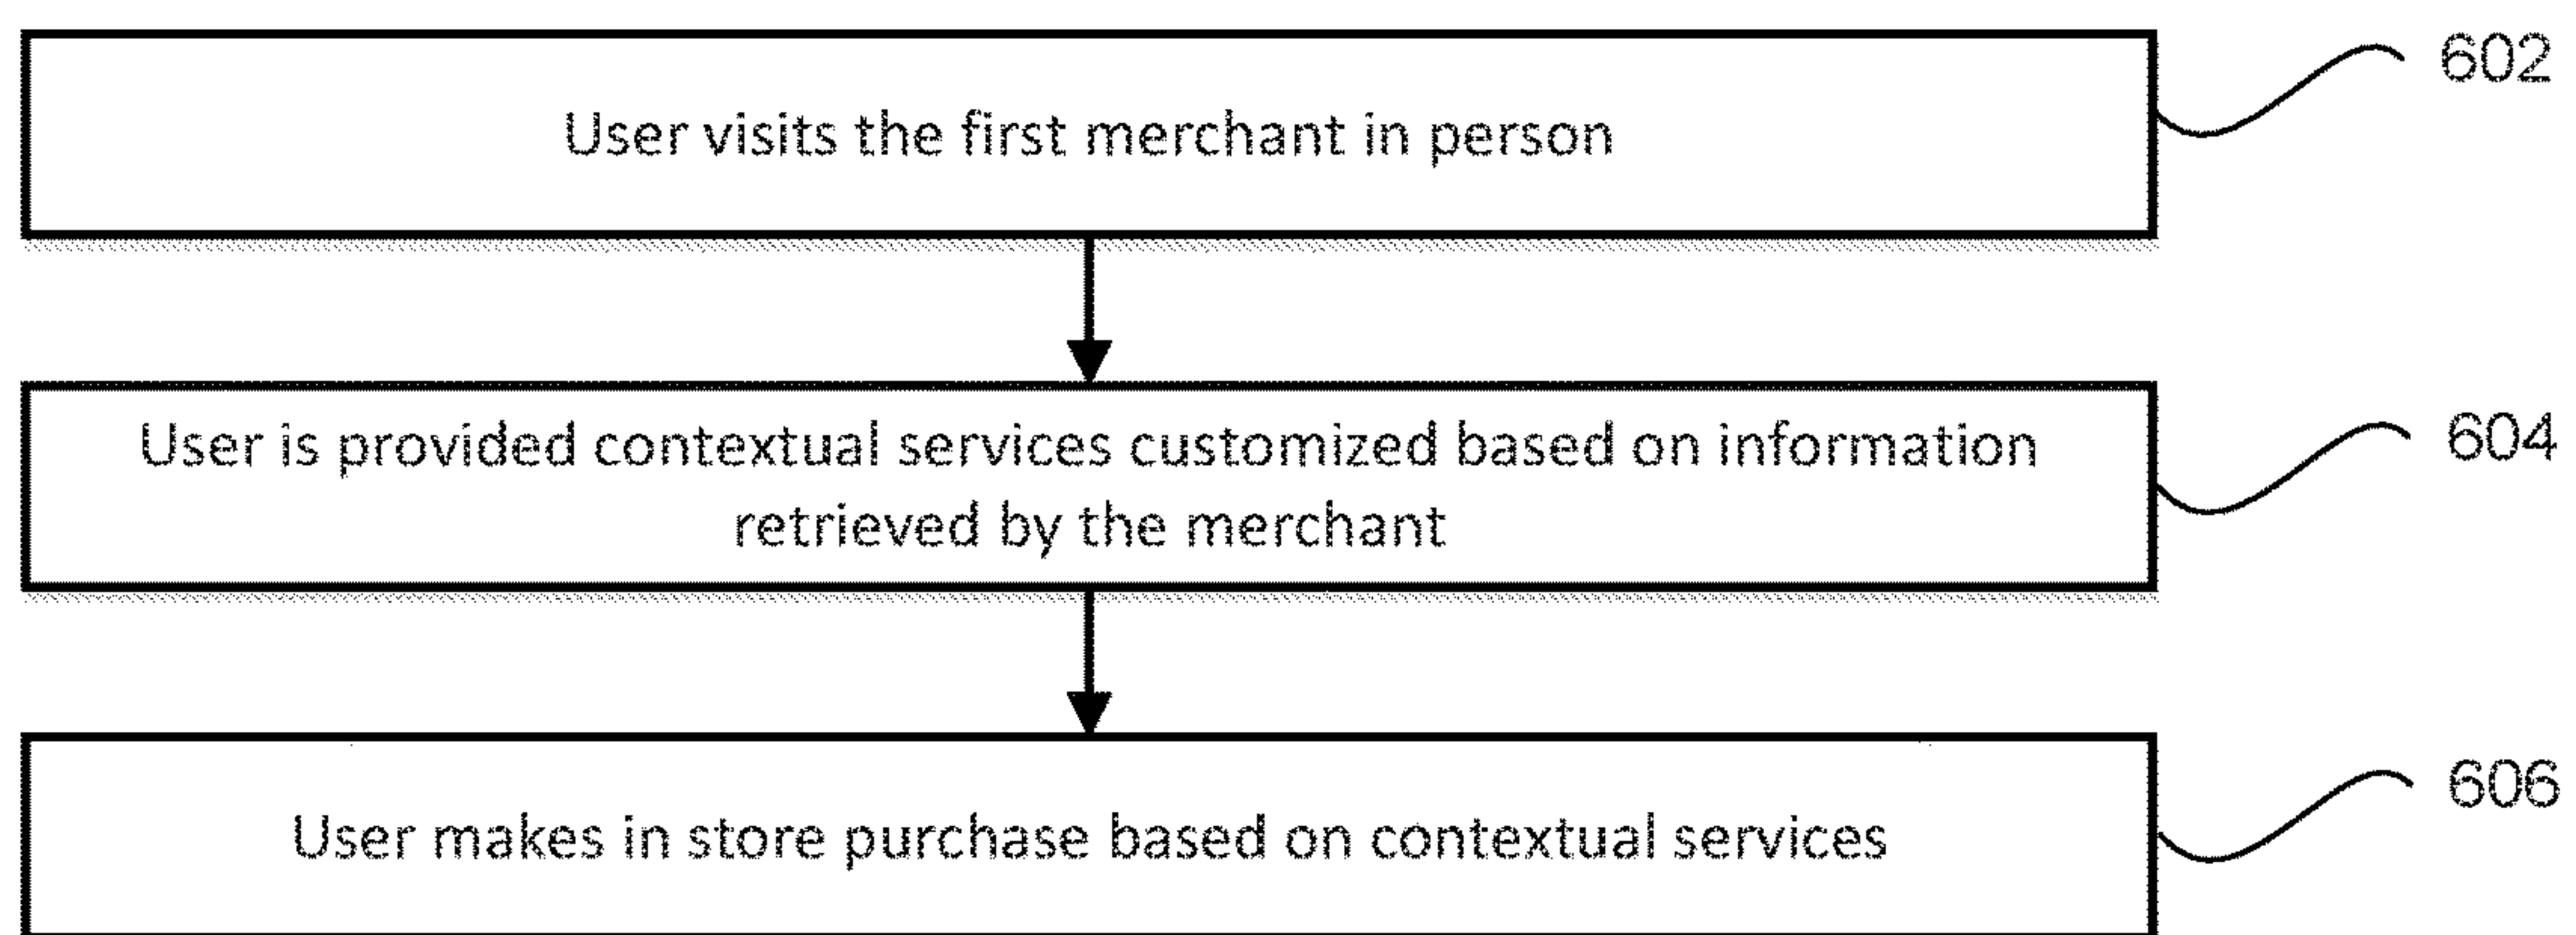 User visits the first merchant in person
602
User is provided contextual services customized based on information
retrieved by the merchant
604
User makes in store purchase based on contextual services
606